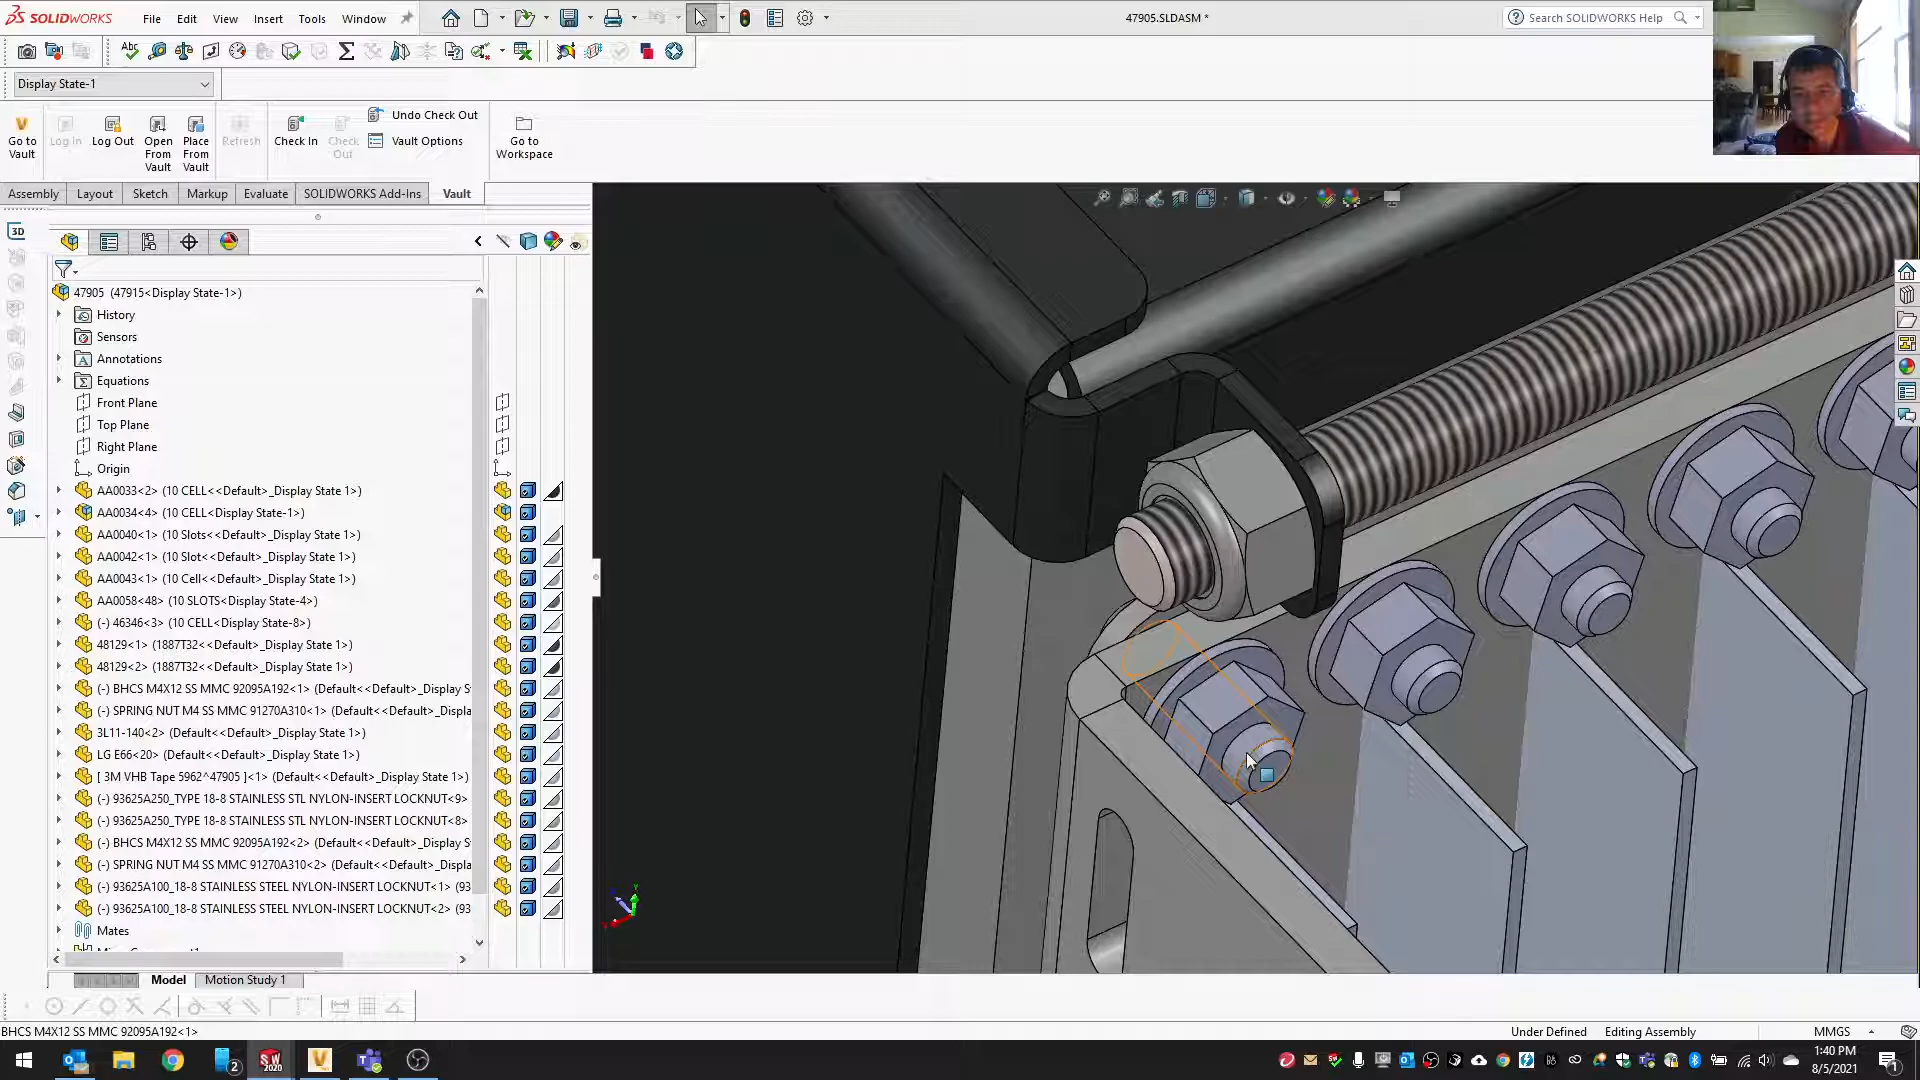 SOLIDWORKS
File
Edit
View
Insert
Tools
Window
47905.SLDASM *
Search SOLIDWORKS Help
Display State-1
Go to
Vault
Log In
Log Out
Open
From
Vault
Place
From
Vault
Refresh
Check In
Check
Out
Undo Check Out
Vault Options
Go to
Workspace
Assembly
Layout
Sketch
Markup
Evaluate
SOLIDWORKS Add-Ins
Vault
47905 (47915<Display State-1>)
History
Sensors
Annotations
Equations
Front Plane
Top Plane
Right Plane
Origin
AA0033<2> (10 CELL<<Default>_Display State 1>)
AA0034<4> (10 CELL<Display State-1>)
AA0040<1> (10 Slots<<Default>_Display State 1>)
AA0042<1> (10 Slot<<Default>_Display State 1>)
AA0043<1> (10 Cell<<Default>_Display State 1>)
AA0058<48> (10 SLOTS<Display State-4>)
(-) 46346<3> (10 CELL<Display State-8>)
48129<1> (1887T32<<Default>_Display State 1>)
48129<2> (1887T32<<Default>_Display State 1>)
(-) BHCS M4X12 SS MMC 92095A192<1> (Default<<Default>_Display S
(-) SPRING NUT M4 SS MMC 91270A310<1> (Default<<Default>_Displa
3L11-140<2> (Default<<Default>_Display State 1>)
LG E66<20> (Default<<Default>_Display State 1>)
[ 3M VHB Tape 5962^47905 ]<1> (Default<<Default>_Display State 1>)
(-) 93625A250_TYPE 18-8 STAINLESS STL NYLON-INSERT LOCKNUT<9>
(-) 93625A250_TYPE 18-8 STAINLESS STL NYLON-INSERT LOCKNUT<8>
(-) BHCS M4X12 SS MMC 92095A192<2> (Default<<Default>_Display S
(-) SPRING NUT M4 SS MMC 91270A310<2> (Default<<Default>_Displa
(-) 93625A100_18-8 STAINLESS STEEL NYLON-INSERT LOCKNUT<1> (93
(-) 93625A100_18-8 STAINLESS STEEL NYLON-INSERT LOCKNUT<2> (93
Mates
Model
Motion Study 1
BHCS M4X12 SS MMC 92095A192<1>
Under Defined
Editing Assembly
MMGS
1:40 PM
8/5/2021